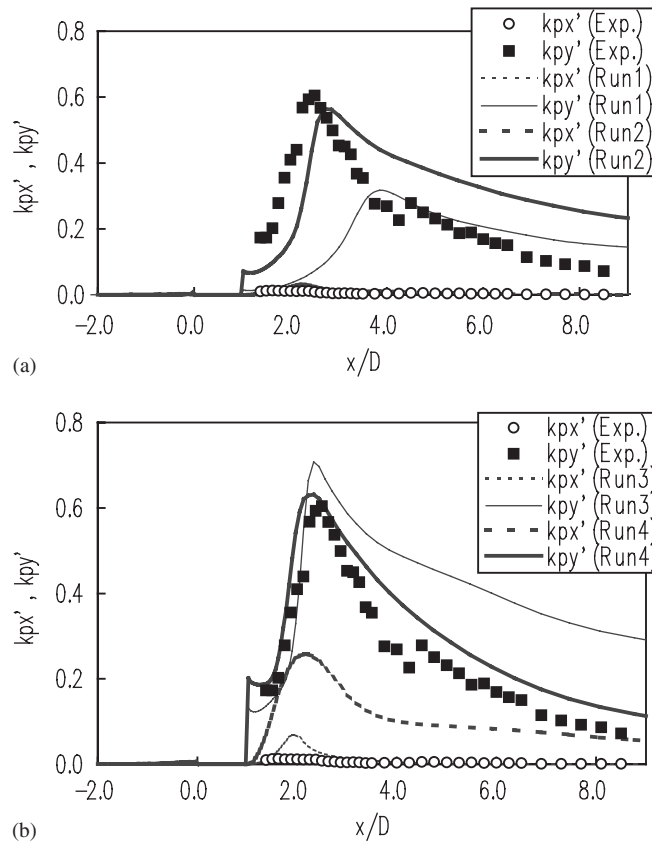 kpx' , kpy'
0.8
0.6
0.4
0.2
0.0
-2.0 0.0 2.0 4.0 6.0 8.0
x/D
kpx' (Exp.)
kpy' (Exp.)
kpx' (Run1)
kpy' (Run1)
kpx' (Run2)
kpy' (Run2)
(a)
kpx' , kpy'
0.8
0.6
0.4
0.2
0.0
-2.0 0.0 2.0 4.0 6.0 8.0
x/D
kpx' (Exp.)
kpy' (Exp.)
kpx' (Run3)
kpy' (Run3)
kpx' (Run4)
kpy' (Run4)
(b)